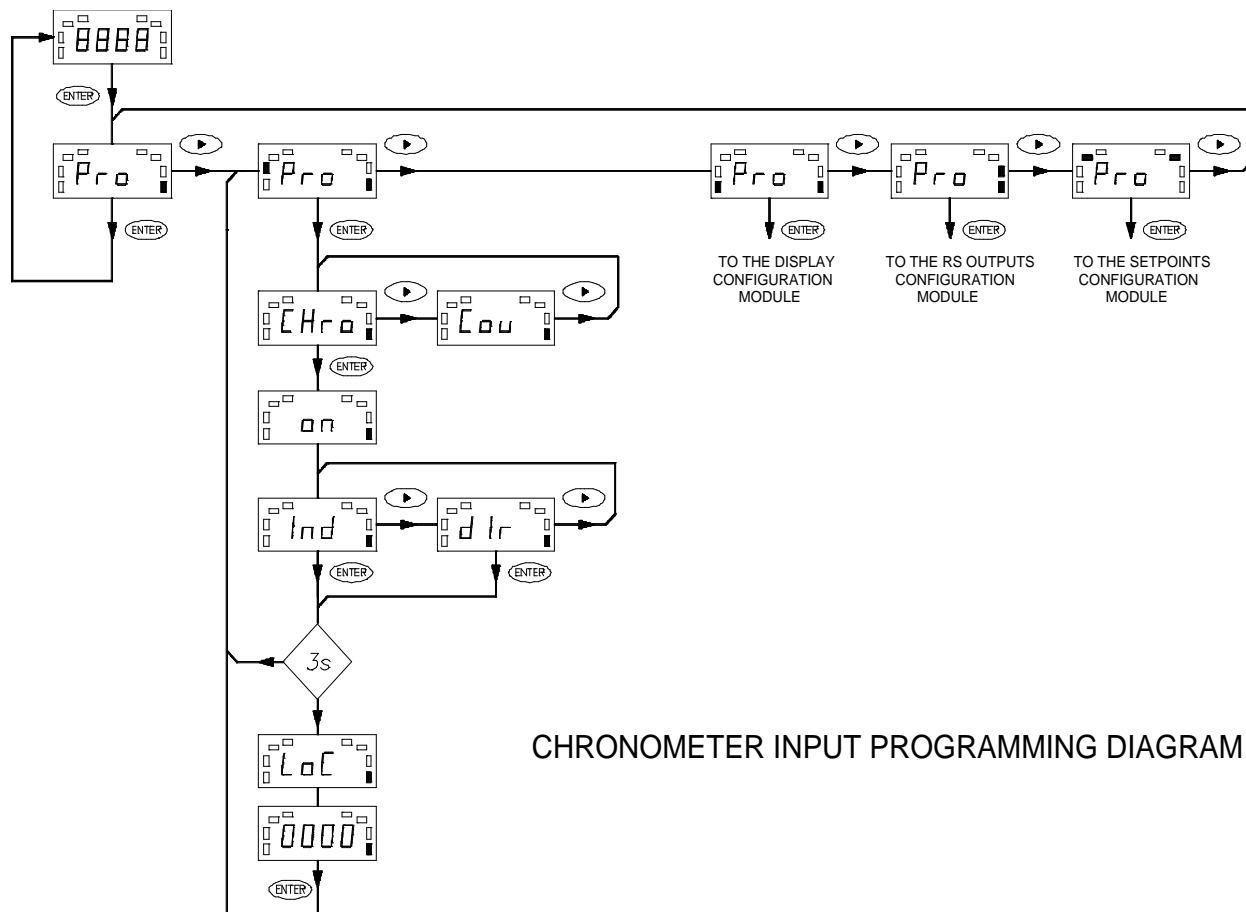 8888
ENTER
Pro
Pro
Pro
Pro
Pro
ENTER
ENTER
ENTER
ENTER
ENTER
TO THE DISPLAY
CONFIGURATION
MODULE
TO THE RS OUTPUTS
CONFIGURATION
MODULE
TO THE SETPOINTS
CONFIGURATION
MODULE
CHro
Cou
ENTER
on
Ind
dIr
ENTER
ENTER
3s
CHRONOMETER INPUT PROGRAMMING DIAGRAM
LoC
0000
ENTER